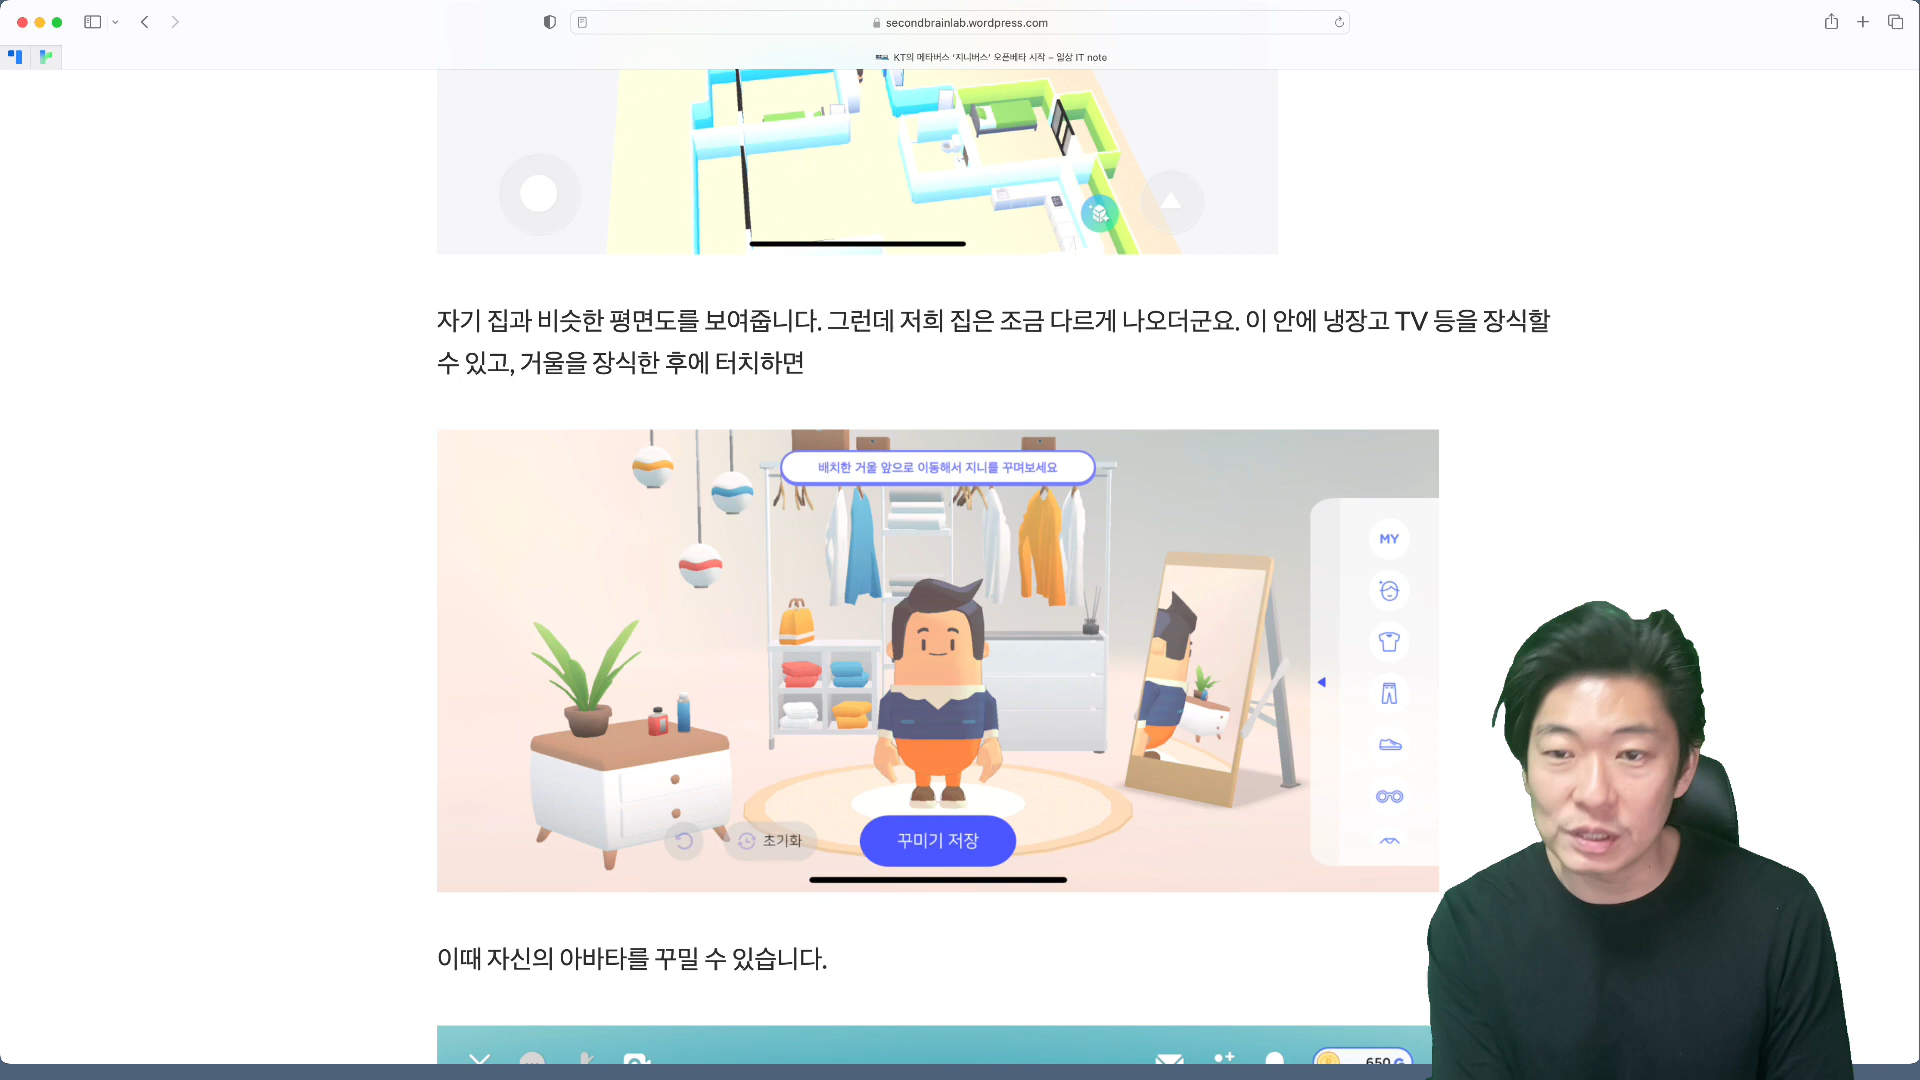 secondbrainlab.wordpress.com
KT의 메타버스 '지니버스' 오픈베타 시작 – 일상 IT note
자기 집과 비슷한 평면도를 보여줍니다. 그런데 저희 집은 조금 다르게 나오더군요. 이 안에 냉장고 TV 등을 장식할
수 있고, 거울을 장식한 후에 터치하면
배치한 거울 앞으로 이동해서 지니를 꾸며보세요
MY
초기화
꾸미기 저장
이때 자신의 아바타를 꾸밀 수 있습니다.
650 G